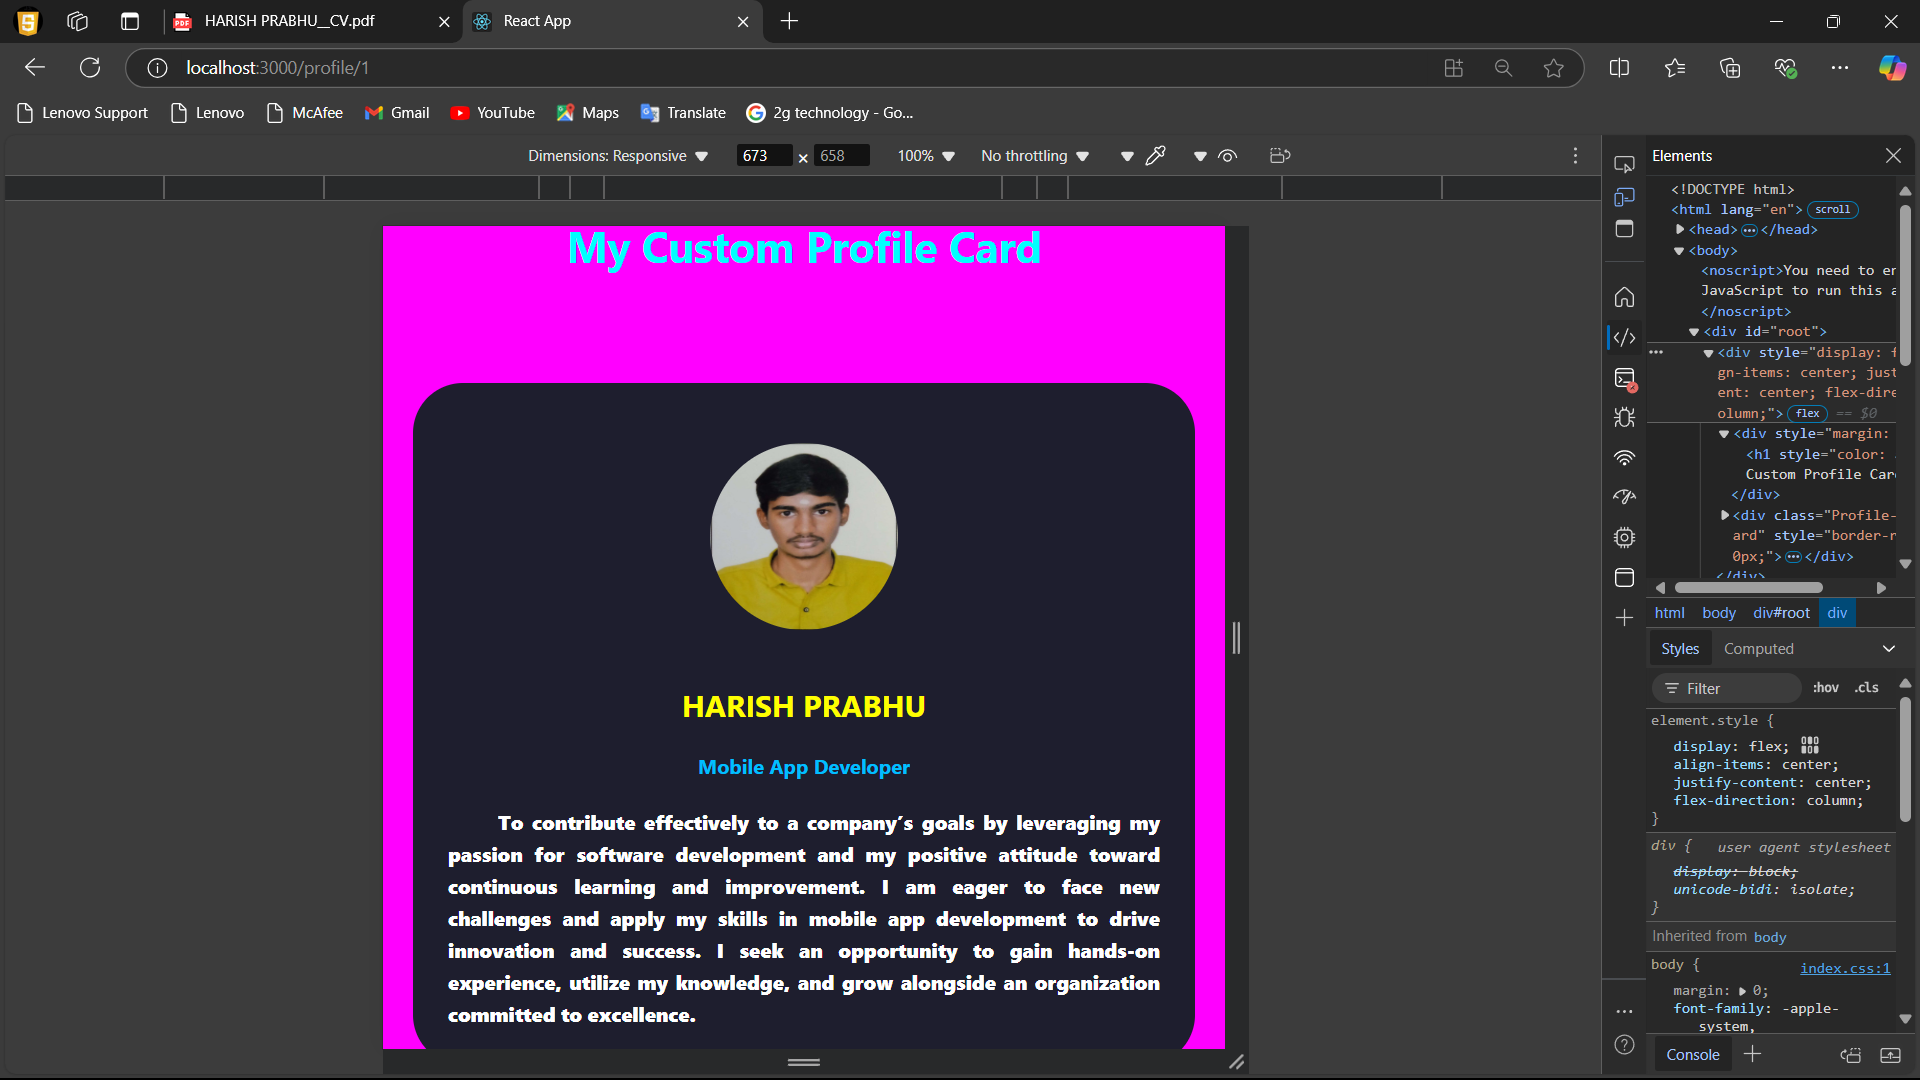 HARISH PRABHU__CV.pdf
React App
localhost:3000/profile/1
Lenovo Support
Lenovo
McAfee
Gmail
YouTube
Maps
Translate
2g technology - Go...
Dimensions: Responsive
673
×
658
100%
No throttling
My Custom Profile Card
HARISH PRABHU
Mobile App Developer
To contribute effectively to a company's goals by leveraging my
passion for software development and my positive attitude toward
continuous learning and improvement. I am eager to face new
challenges and apply my skills in mobile app development to drive
innovation and success. I seek an opportunity to gain hands-on
experience, utilize my knowledge, and grow alongside an organization
committed to excellence.
Elements
<!DOCTYPE html>
<html lang="en"> scroll
<head> ... </head>
<body>
<noscript>You need to en
JavaScript to run this a
</noscript>
<div id="root">
<div style="display: f
gn-items: center; just
ent: center; flex-dire
olumn;"> flex == $0
<div style="margin:
<h1 style="color:
Custom Profile Car
</div>
<div class="Profile-
ard" style="border-r
0px;"> ... </div>
</div>
html body div#root div
Styles Computed
Filter :hov .cls
element.style {
display: flex;
align-items: center;
justify-content: center;
flex-direction: column;
}
div { user agent stylesheet
display: block;
unicode-bidi: isolate;
}
Inherited from body
body { index.css:1
margin: 0;
font-family: -apple-
system,
Console